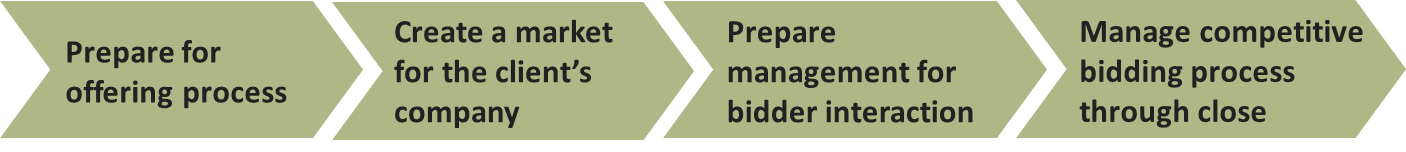 Prepare for
offering process
Create a market
for the client’s
company
Prepare
management for
bidder interaction
Manage competitive
bidding process
through close